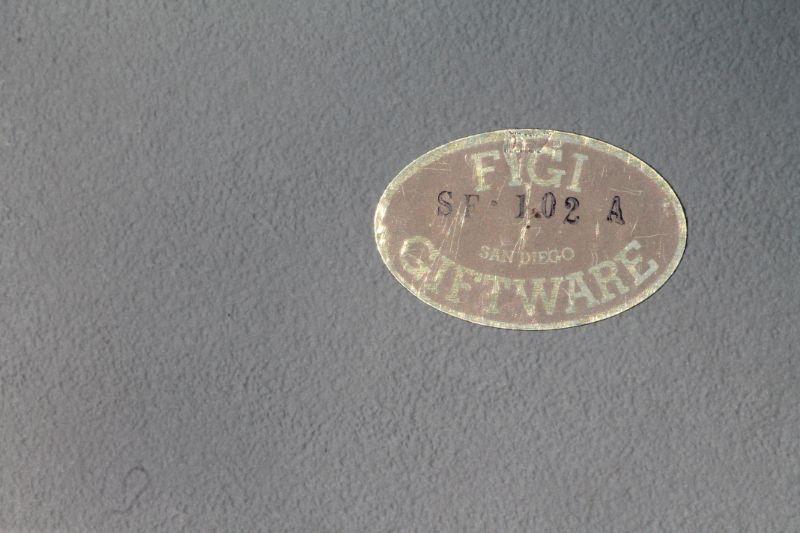 FIGI
SF-102 A
SAN DIEGO
GIFTWARE